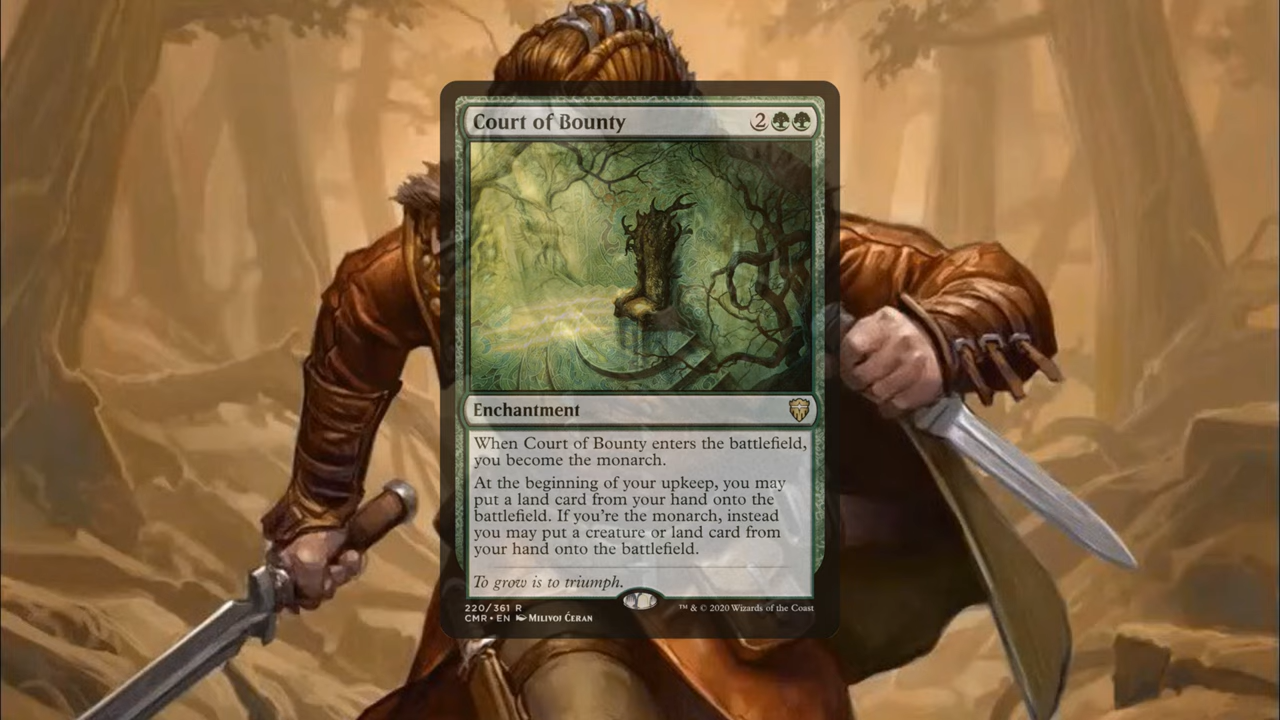 Court of Bounty 2
Enchantment
When Court of Bounty enters the battlefield,
you become the monarch.
At the beginning of your upkeep, you may
put a land card from your hand onto the
battlefield. If you're the monarch, instead
you may put a creature or land card from
your hand onto the battlefield.
To grow is to triumph.
220/361 R
™ & © 2020 Wizards of the Coast
CMR • EN Milivoj Ćeran